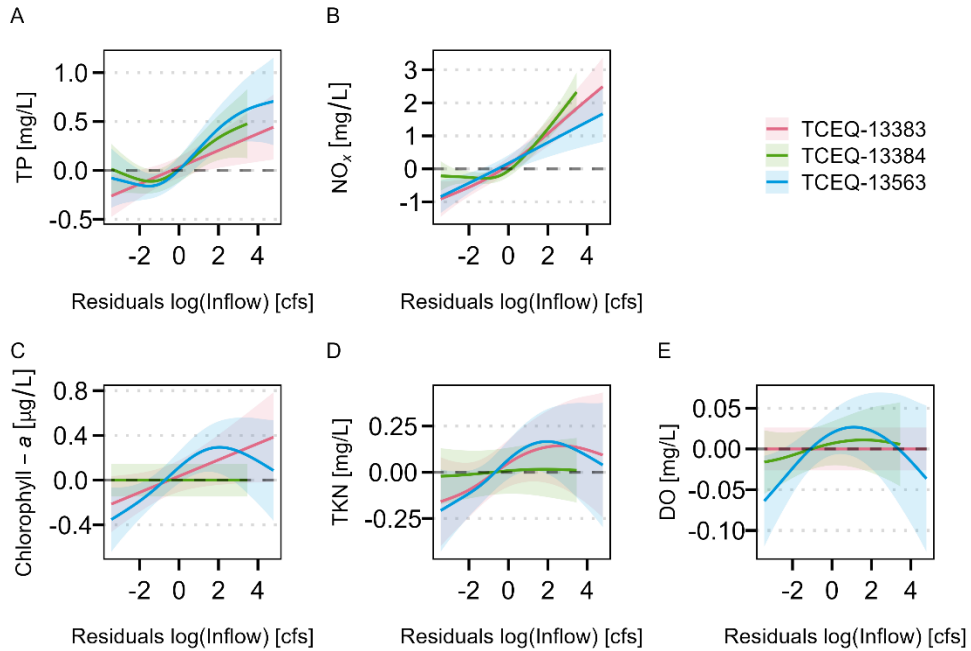 A
B
TP [mg/L]
1.0
0.5
0.0
-0.5
-2 0 2 4
Residuals log(Inflow) [cfs]
NOx [mg/L]
3
2
1
0
-1
-2 0 2 4
Residuals log(Inflow) [cfs]
TCEQ-13383
TCEQ-13384
TCEQ-13563
C
D
E
Chlorophyll − a [µg/L]
0.8
0.4
0.0
-0.4
-2 0 2 4
Residuals log(Inflow) [cfs]
TKN [mg/L]
0.25
0.00
-0.25
-2 0 2 4
Residuals log(Inflow) [cfs]
DO [mg/L]
0.05
0.00
-0.05
-0.10
-2 0 2 4
Residuals log(Inflow) [cfs]